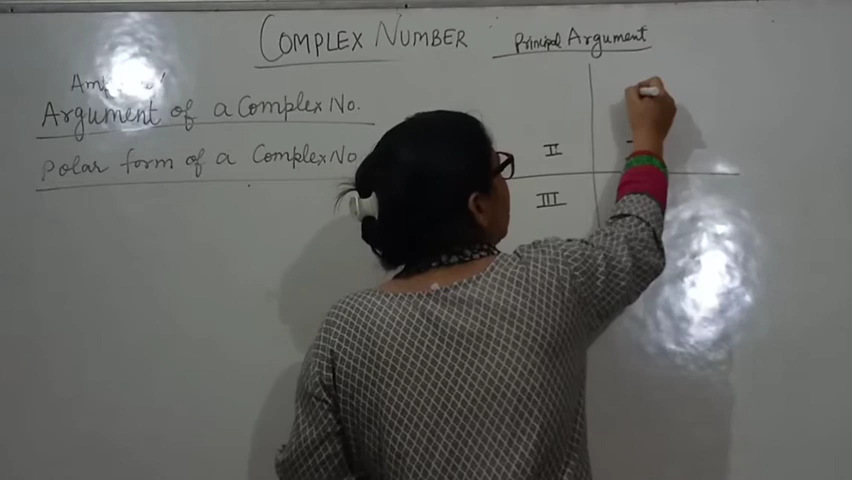 COMPLEX NUMBER
Principal Argument
Argument of a Complex No.
Polar form of a Complex No
II
III